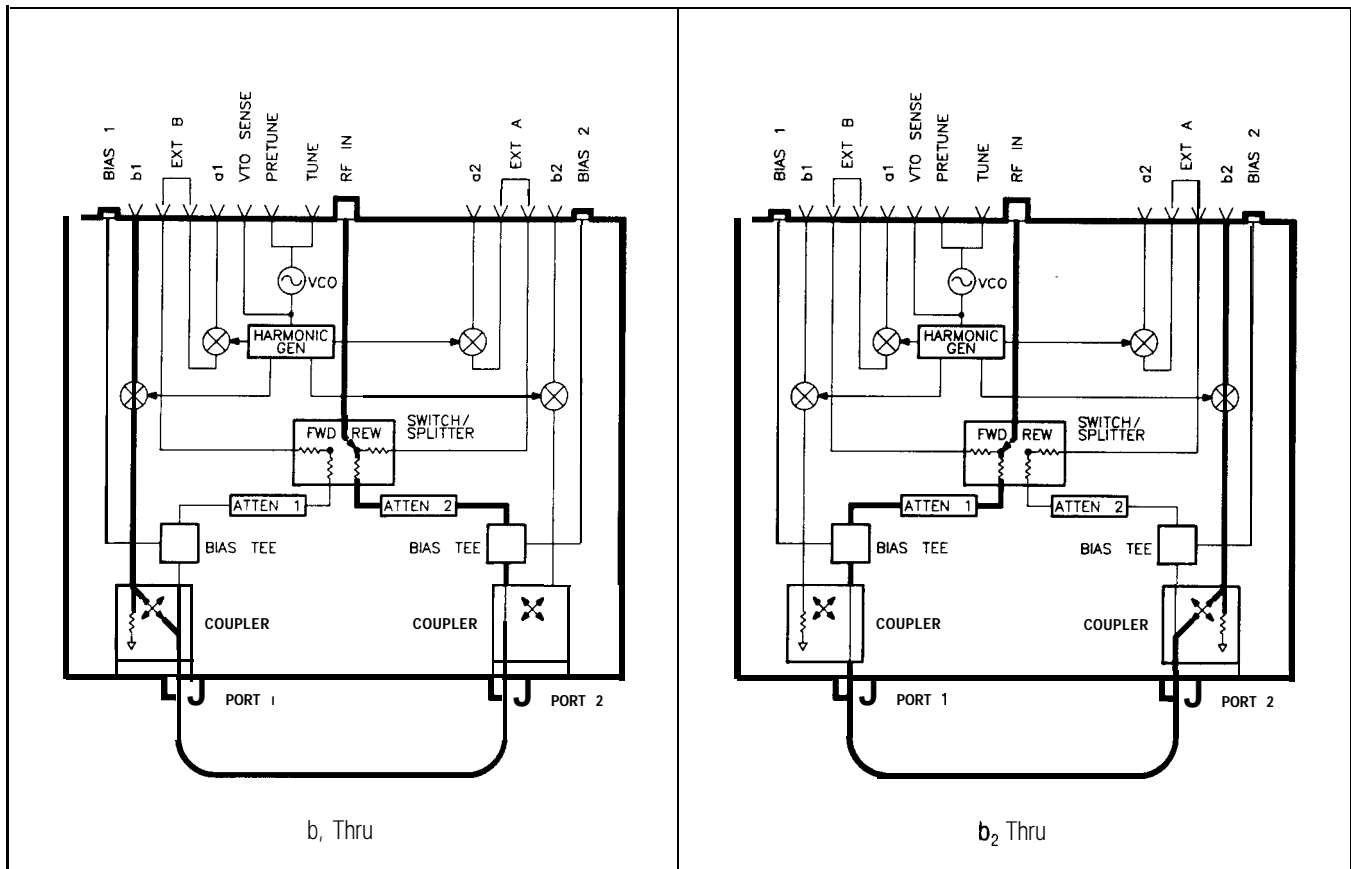 BIAS 1
b1
EXT B
a1
VTO SENSE
PRETUNE
TUNE
RF IN
a2
EXT A
b2
BIAS 2
VCO
HARMONIC
GEN
FWD REW
SWITCH/
SPLITTER
ATTEN 1
ATTEN 2
BIAS TEE
BIAS TEE
COUPLER
COUPLER
PORT 1
PORT 2
b, Thru
BIAS 1
b1
EXT B
a1
VTO SENSE
PRETUNE
TUNE
RF IN
a2
EXT A
b2
BIAS 2
VCO
HARMONIC
GEN
FWD REW
SWITCH/
SPLITTER
ATTEN 1
ATTEN 2
BIAS TEE
BIAS TEE
COUPLER
COUPLER
PORT 1
PORT 2
b₂ Thru